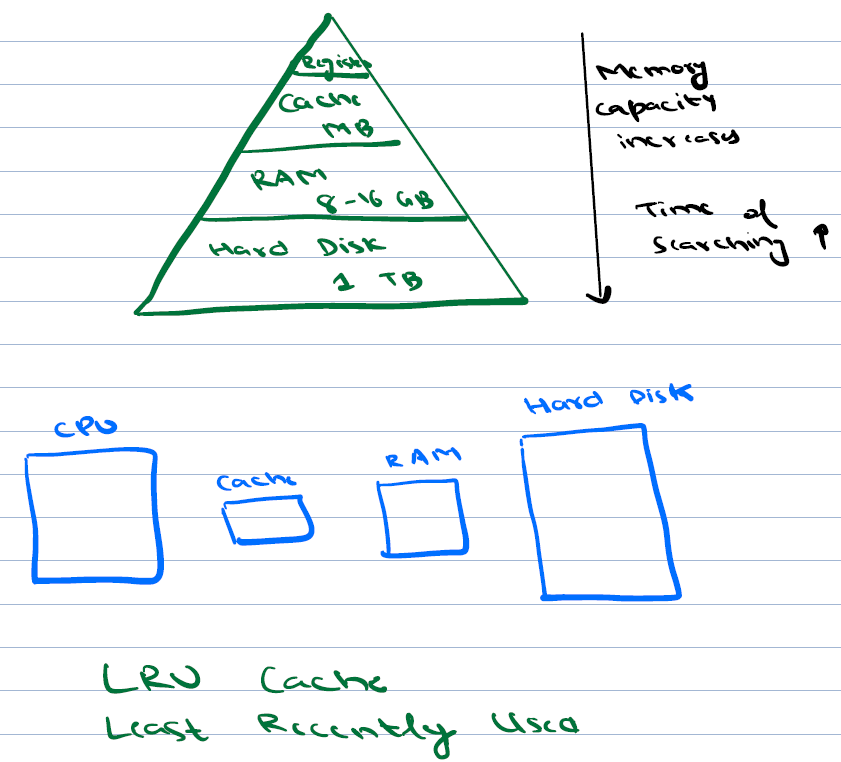 Register
Cache
MB
RAM
8-16 GB
Hard Disk
1 TB
Memory
capacity
increases
Time of
Searching ↑
CPU
Cache
RAM
Hard Disk
LRU Cache
Least Recently Used